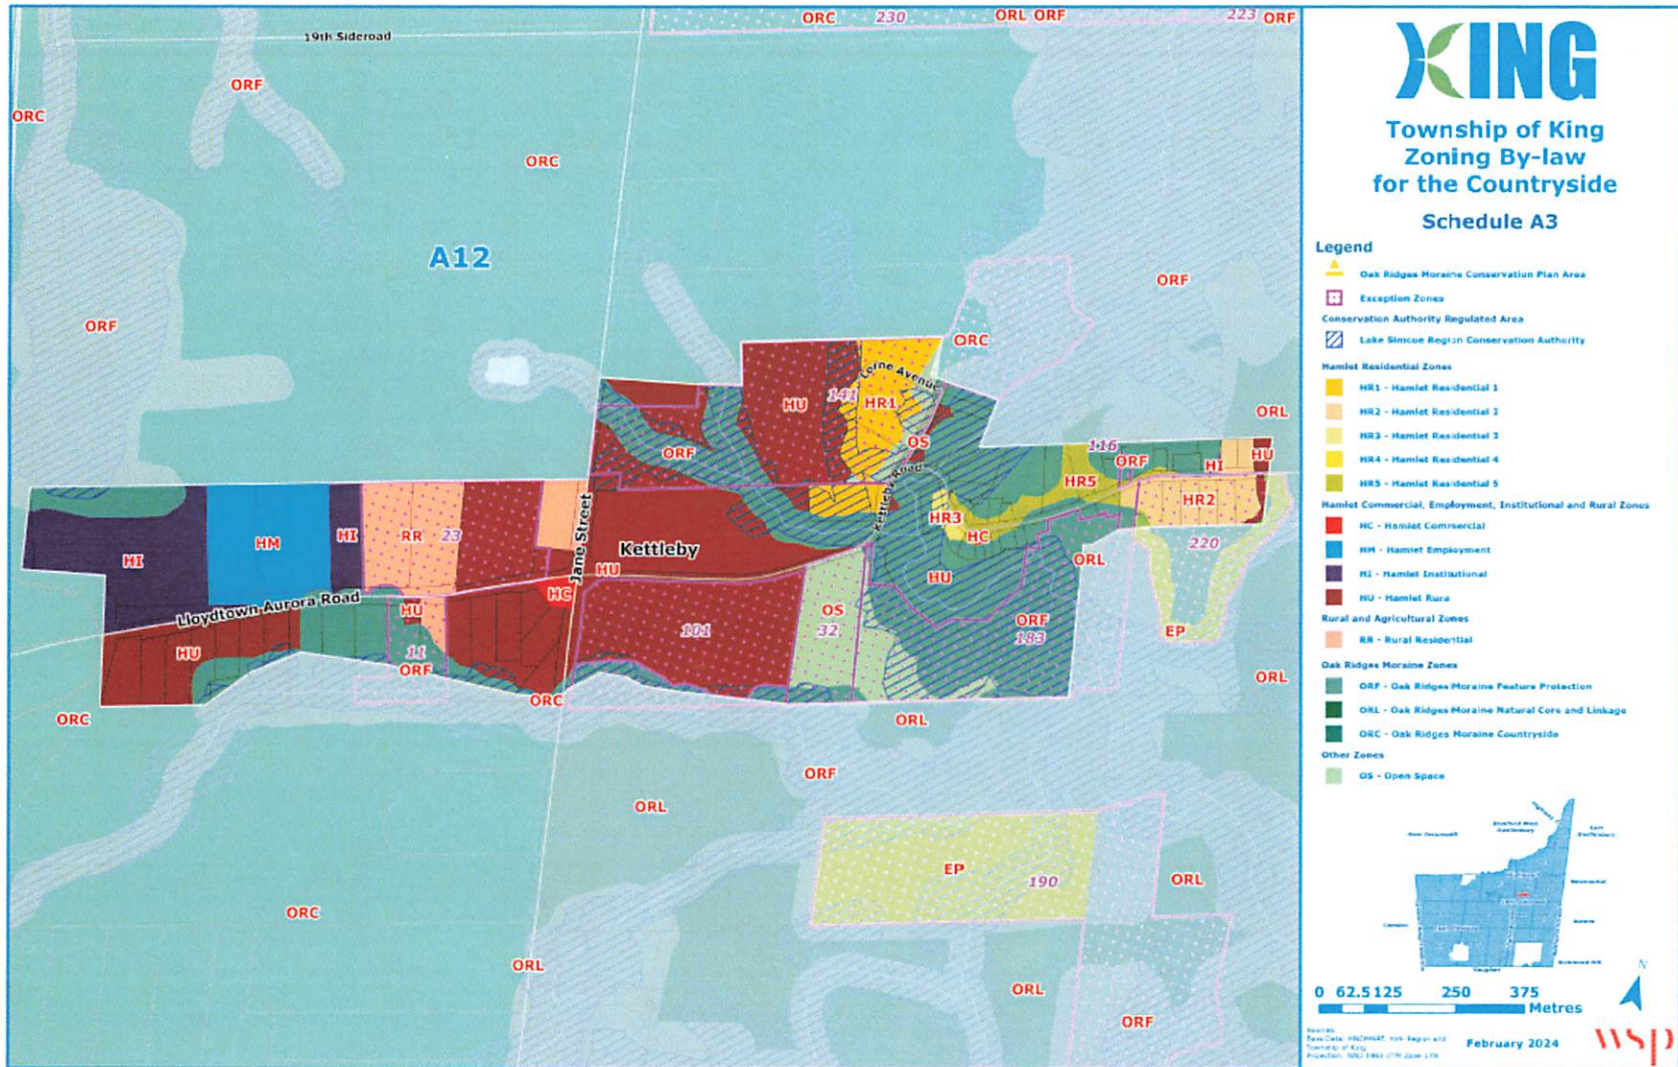 ORC 230 ORL ORF 223 ORF
19th Sideroad
ORF
ORC
ORC
A12
ORF
ORF
ORC
Lorne Avenue
141
HU
HR1
ORL
OS
116
ORF
ORF
HI
HU
Kettleby Road
HR5
HR2
Jane Street
HR3
HC
HM
HI
RR 23
Kettleby
220
HI
HU
ORL
HU
HC
Lloydtown Aurora Road
HU
OS
32
ORF
183
101
EP
HU
11
ORF
ORC
ORL
ORC
ORL
ORF
ORL
EP
190
ORL
ORC
ORL
ORL
ORF
KING
Township of King
Zoning By-law
for the Countryside
Schedule A3
Legend
Oak Ridges Moraine Conservation Plan Area
Exception Zones
Conservation Authority Regulated Area
Lake Simcoe Region Conservation Authority
Hamlet Residential Zones
HR1 - Hamlet Residential 1
HR2 - Hamlet Residential 2
HR3 - Hamlet Residential 3
HR4 - Hamlet Residential 4
HR5 - Hamlet Residential 5
Hamlet Commercial, Employment, Institutional and Rural Zones
HC - Hamlet Commercial
HM - Hamlet Employment
HI - Hamlet Institutional
HU - Hamlet Rura
Rural and Agricultural Zones
RR - Rural Residential
Oak Ridges Moraine Zones
ORF - Oak Ridges Moraine Feature Protection
ORL - Oak Ridges Moraine Natural Core and Linkage
ORC - Oak Ridges Moraine Countryside
Other Zones
OS - Open Space
N
0 62.5 125 250 375
Metres
February 2024
wsp